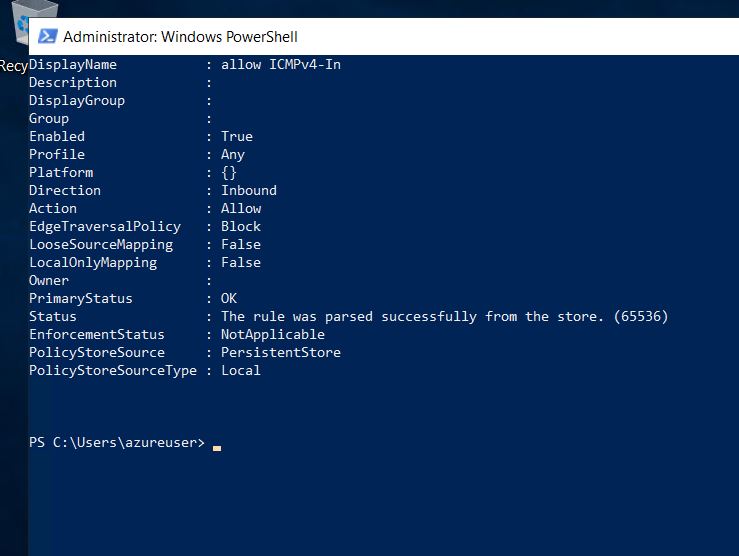 Administrator: Windows PowerShell
Recy
DisplayName           : allow ICMPv4-In
Description           :
DisplayGroup          :
Group                 :
Enabled               : True
Profile               : Any
Platform              : {}
Direction             : Inbound
Action                : Allow
EdgeTraversalPolicy   : Block
LooseSourceMapping    : False
LocalOnlyMapping      : False
Owner                 :
PrimaryStatus         : OK
Status                : The rule was parsed successfully from the store. (65536)
EnforcementStatus     : NotApplicable
PolicyStoreSource     : PersistentStore
PolicyStoreSourceType : Local
PS C:\Users\azureuser>